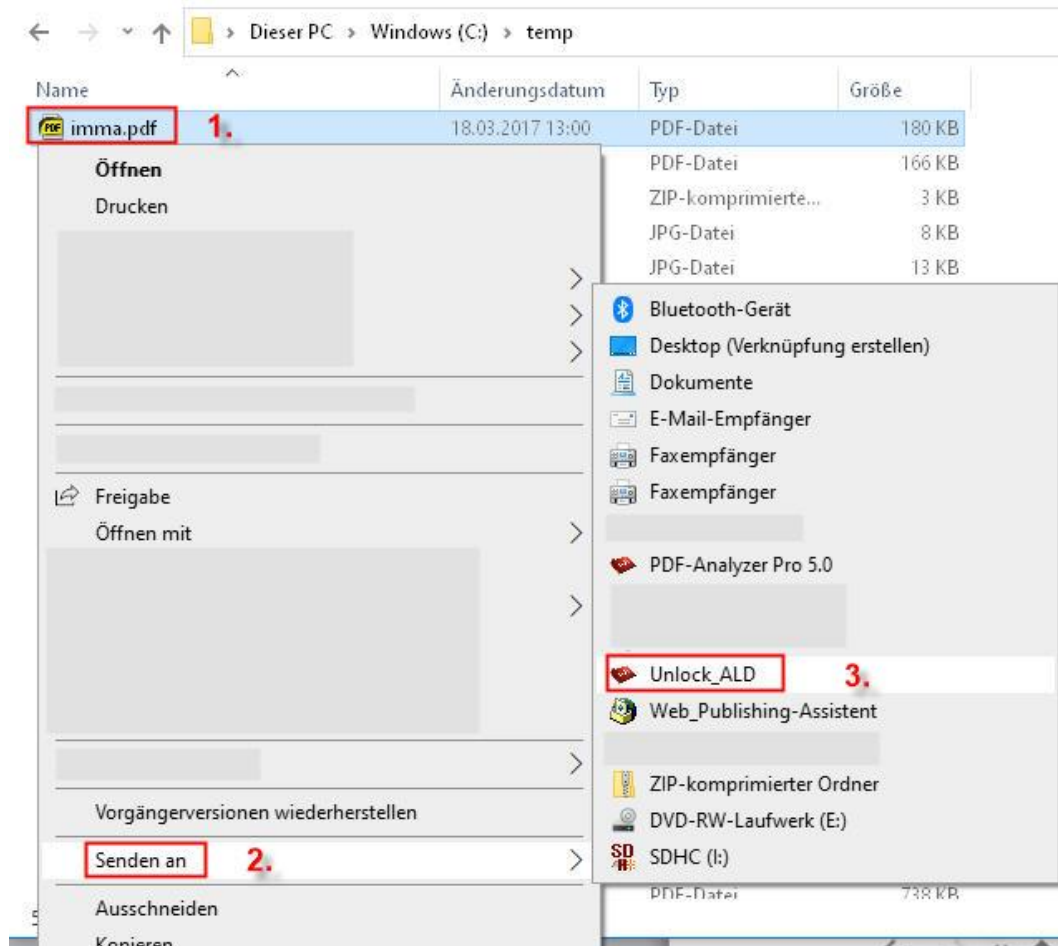 Dieser PC > Windows (C:) > temp
Name Änderungsdatum Typ Größe
imma.pdf 1. 18.03.2017 13:00 PDF-Datei 180 KB
PDF-Datei 166 KB
ZIP-komprimierte... 3 KB
JPG-Datei 8 KB
JPG-Datei 13 KB
Öffnen
Drucken
Freigabe
Öffnen mit
Vorgängerversionen wiederherstellen
Senden an 2.
Ausschneiden
Kopieren
Bluetooth-Gerät
Desktop (Verknüpfung erstellen)
Dokumente
E-Mail-Empfänger
Faxempfänger
Faxempfänger
PDF-Analyzer Pro 5.0
Unlock_ALD 3.
Web_Publishing-Assistent
ZIP-komprimierter Ordner
DVD-RW-Laufwerk (E:)
SDHC (I:)
PDF-Datei 738 KB